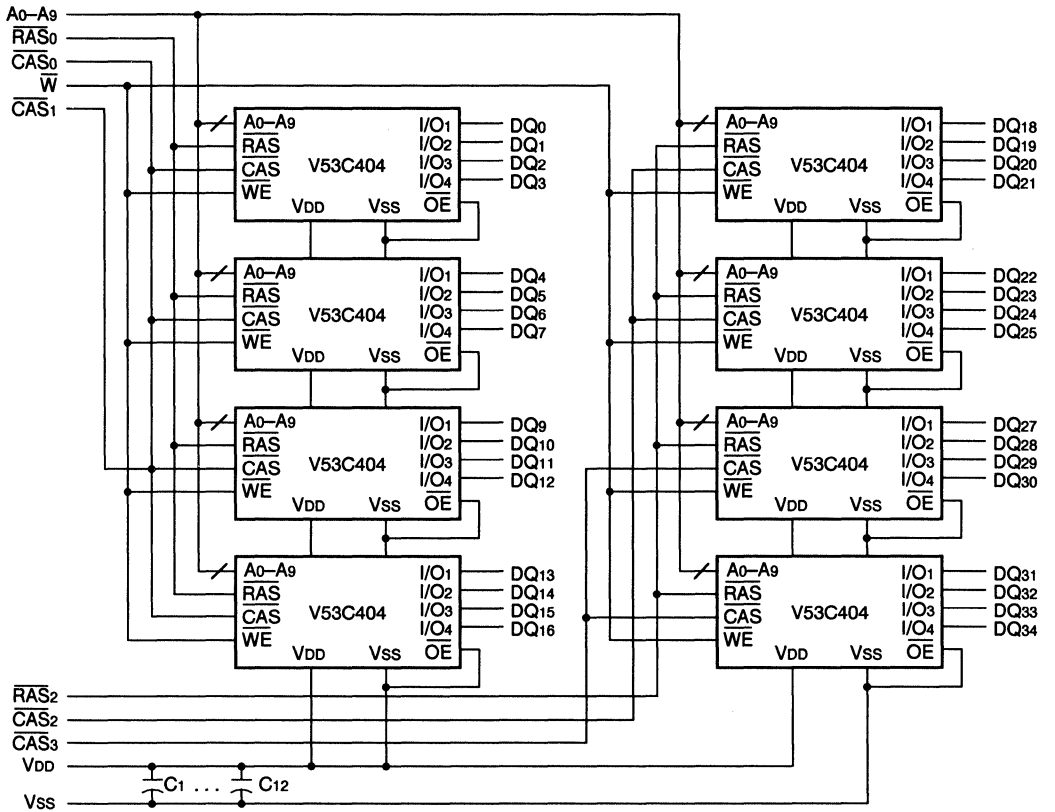 A0–A9
RAS0
CAS0
W
CAS1
A0–A9
RAS
CAS
WE
V53C404
VDD
VSS
I/O1
I/O2
I/O3
I/O4
OE
DQ0
DQ1
DQ2
DQ3
A0–A9
RAS
CAS
WE
V53C404
VDD
VSS
I/O1
I/O2
I/O3
I/O4
OE
DQ18
DQ19
DQ20
DQ21
A0–A9
RAS
CAS
WE
V53C404
VDD
VSS
I/O1
I/O2
I/O3
I/O4
OE
DQ4
DQ5
DQ6
DQ7
A0–A9
RAS
CAS
WE
V53C404
VDD
VSS
I/O1
I/O2
I/O3
I/O4
OE
DQ22
DQ23
DQ24
DQ25
A0–A9
RAS
CAS
WE
V53C404
VDD
VSS
I/O1
I/O2
I/O3
I/O4
OE
DQ9
DQ10
DQ11
DQ12
A0–A9
RAS
CAS
WE
V53C404
VDD
VSS
I/O1
I/O2
I/O3
I/O4
OE
DQ27
DQ28
DQ29
DQ30
A0–A9
RAS
CAS
WE
V53C404
VDD
VSS
I/O1
I/O2
I/O3
I/O4
OE
DQ13
DQ14
DQ15
DQ16
A0–A9
RAS
CAS
WE
V53C404
VDD
VSS
I/O1
I/O2
I/O3
I/O4
OE
DQ31
DQ32
DQ33
DQ34
RAS2
CAS2
CAS3
VDD
C1 ... C12
VSS